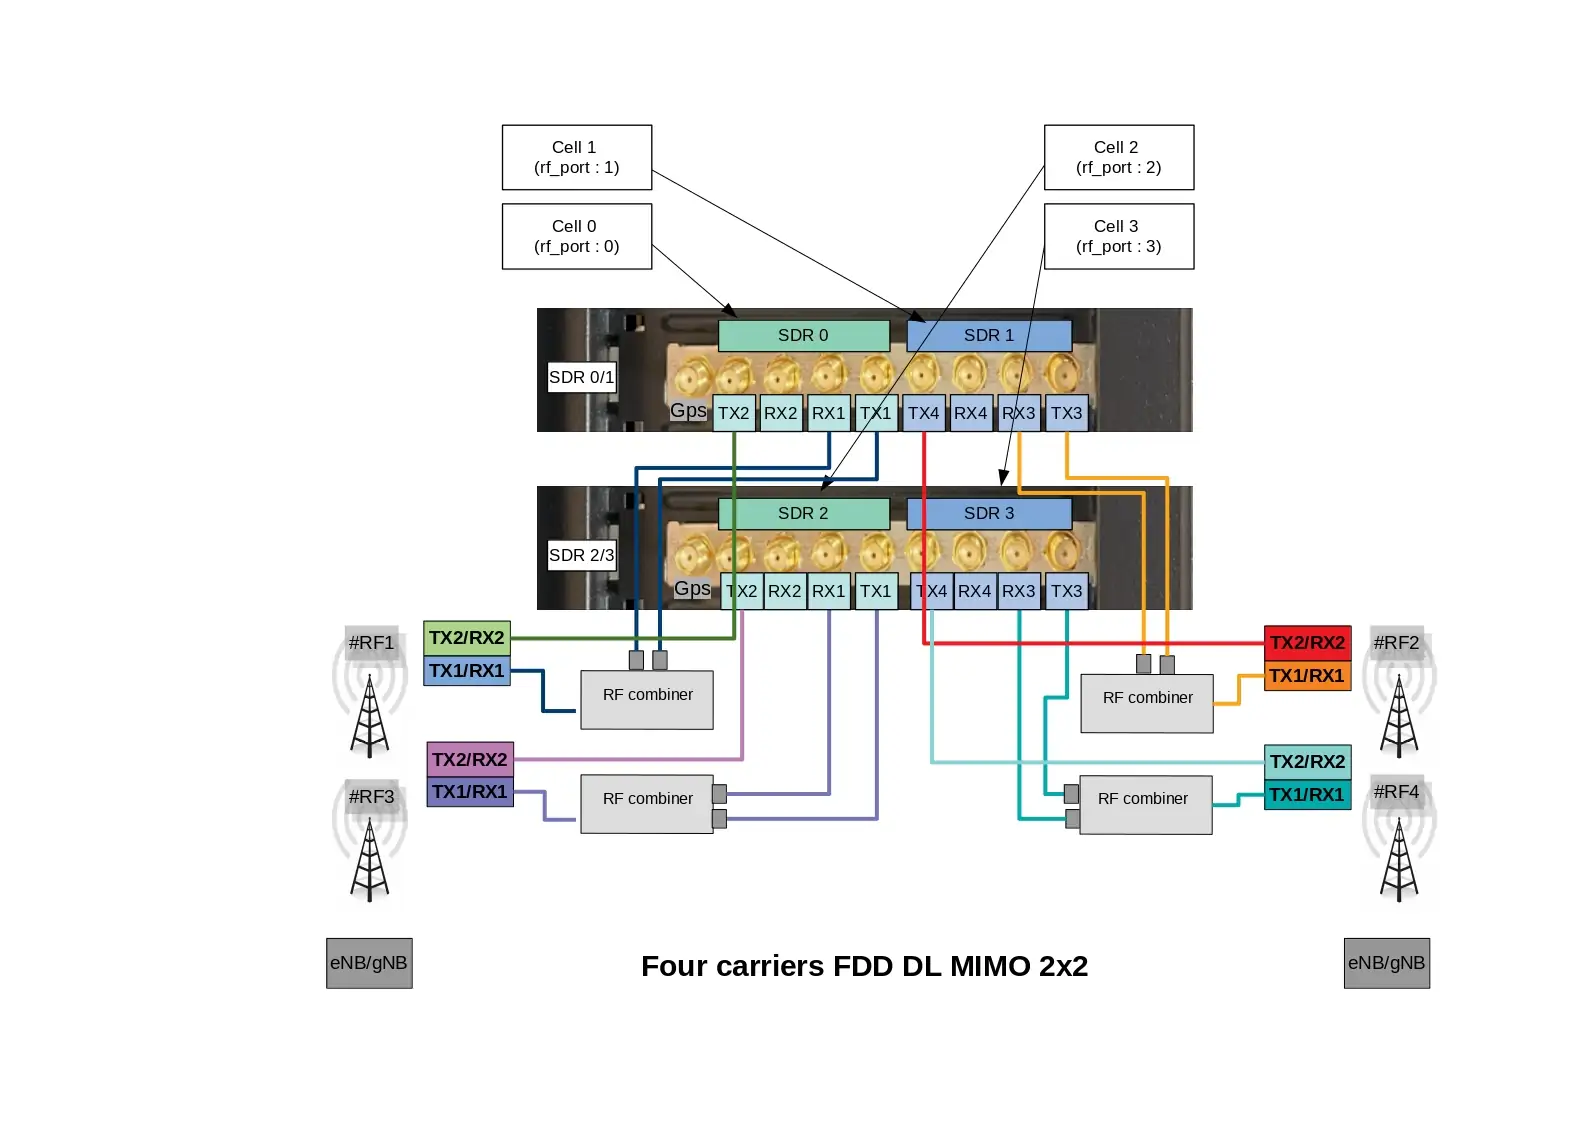 Cell 1
(rf_port : 1)
Cell 2
(rf_port : 2)
Cell 0
(rf_port : 0)
Cell 3
(rf_port : 3)
SDR 0
SDR 1
SDR 0/1
Gps
TX2
RX2
RX1
TX1
TX4
RX4
RX3
TX3
SDR 2
SDR 3
SDR 2/3
Gps
TX2
RX2
RX1
TX1
TX4
RX4
RX3
TX3
#RF1
TX2/RX2
TX1/RX1
RF combiner
RF combiner
TX2/RX2
TX1/RX1
#RF2
TX2/RX2
TX1/RX1
#RF3
RF combiner
RF combiner
TX2/RX2
TX1/RX1
#RF4
eNB/gNB
Four carriers FDD DL MIMO 2x2
eNB/gNB